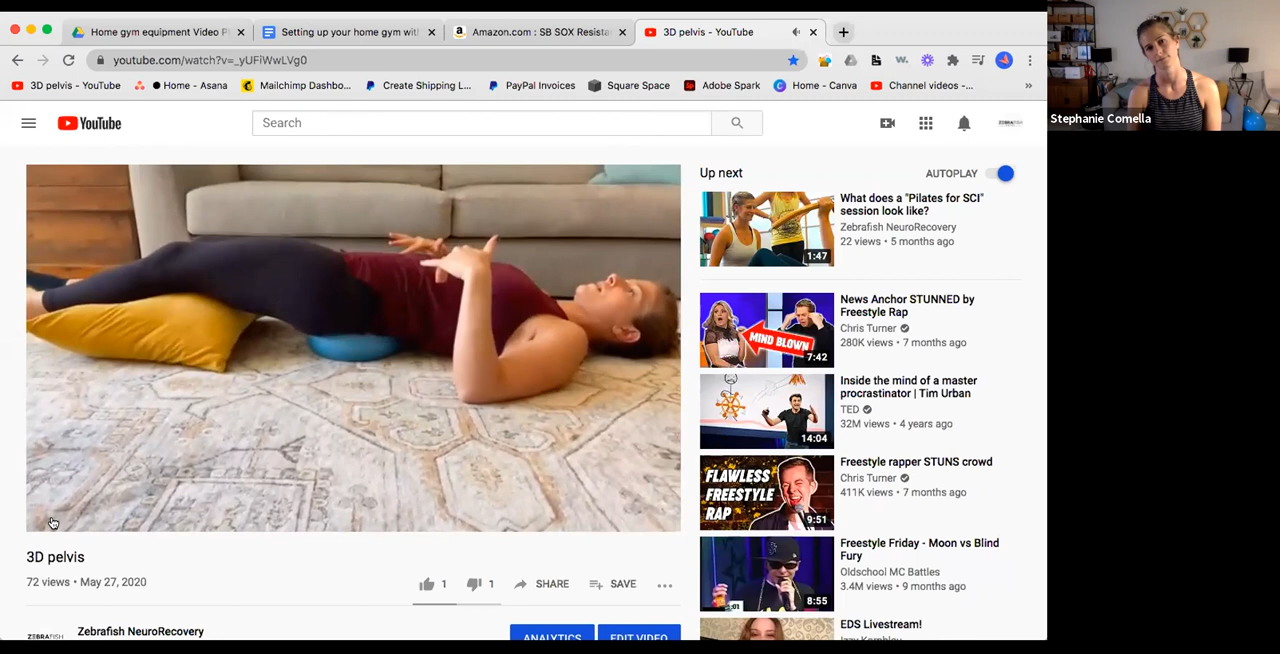 Home gym equipment Video P
Setting up your home gym wit
Amazon.com : SB SOX Resista
3D pelvis - YouTube
youtube.com/watch?v=_yUFiWwLVg0
3D pelvis - YouTube
Home - Asana
Mailchimp Dashbo...
Create Shipping L...
PayPal Invoices
Square Space
Adobe Spark
Home - Canva
Channel videos -...
Stephanie Comella
YouTube
Search
ZEBRAFISH
Up next
AUTOPLAY
What does a "Pilates for SCI"
session look like?
Zebrafish NeuroRecovery
22 views • 5 months ago
1:47
News Anchor STUNNED by
Freestyle Rap
Chris Turner
280K views • 7 months ago
MIND BLOWN
7:42
Inside the mind of a master
procrastinator | Tim Urban
TED
32M views • 4 years ago
14:04
Freestyle rapper STUNS crowd
Chris Turner
411K views • 7 months ago
FLAWLESS
FREESTYLE
RAP
9:51
Freestyle Friday - Moon vs Blind
Fury
Oldschool MC Battles
3.4M views • 9 months ago
8:55
EDS Livestream!
3D pelvis
72 views • May 27, 2020
1
1
SHARE
SAVE
ZEBRAFISH
Zebrafish NeuroRecovery
ANALYTICS
EDIT VIDEO